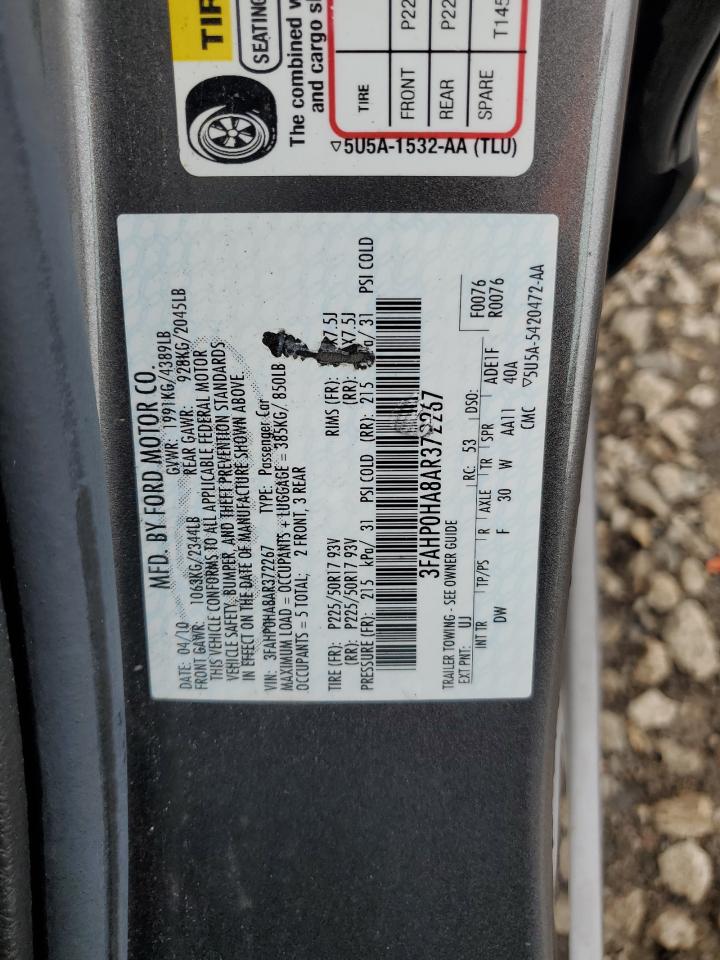 TIR
SEATING
The combined w
and cargo s
TIRE
FRONT P22
REAR P22
SPARE T145
5U5A-1532-AA (TLU)
MFD. BY FORD MOTOR CO.
DATE: 04/10 GVWR: 1991KG/4389LB
FRONT GAWR: 1063KG/2344LB REAR GAWR: 928KG/2045LB
THIS VEHICLE CONFORMS TO ALL APPLICABLE FEDERAL MOTOR
VEHICLE SAFETY, BUMPER, AND THEFT PREVENTION STANDARDS
IN EFFECT ON THE DATE OF MANUFACTURE SHOWN ABOVE.
VIN: 3FAHP0HA8AR372267 TYPE: Passenger Car
MAXIMUM LOAD = OCCUPANTS + LUGGAGE = 385KG/ 850LB
OCCUPANTS = 5 TOTAL: 2 FRONT, 3 REAR
TIRE (FR): P225/50R17 93V RIMS (FR): X7.5J
(RR): P225/50R17 93V (RR): X7.5J
PRESSURE (FR): 215 kPa/ 31 PSI COLD (RR): 215 kPa/ 31 PSI COLD
3FAHP0HA8AR372267
TRAILER TOWING - SEE OWNER GUIDE
EXT PNT: UJ RC: 53 DSO: F0076
R0076
INT TR TP/PS R AXLE TR SPR ADE1F
DW F 30 W AA11 40A
CMC 5U5A-5420472-AA